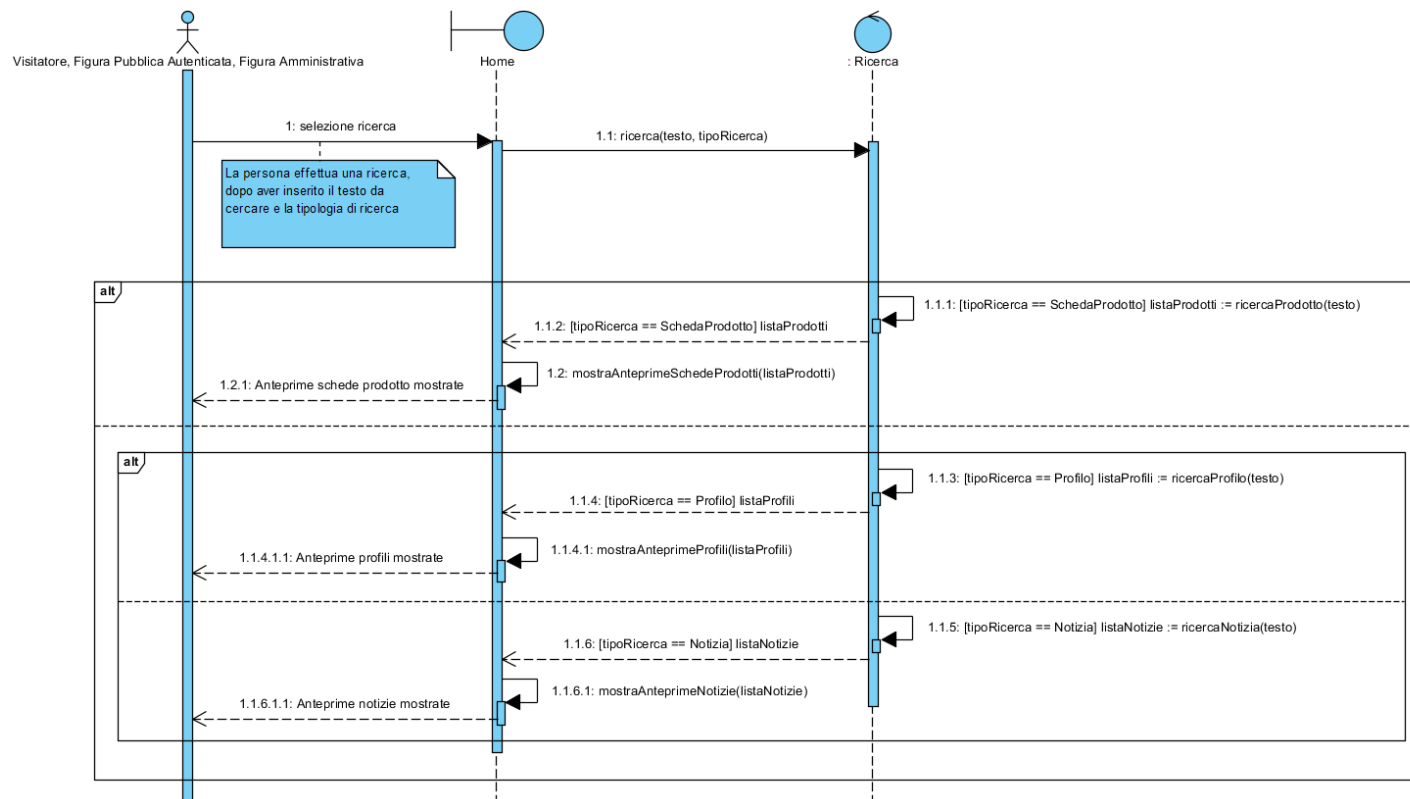 Visitatore, Figura Pubblica Autenticata, Figura Amministrativa
Home
: Ricerca
1: selezione ricerca
1.1: ricerca(testo, tipoRicerca)
La persona effettua una ricerca,
dopo aver inserito il testo da
cercare e la tipologia di ricerca
alt
1.1.1: [tipoRicerca == SchedaProdotto] listaProdotti := ricercaProdotto(testo)
1.1.2: [tipoRicerca == SchedaProdotto] listaProdotti
1.2: mostraAnteprimeSchedeProdotti(listaProdotti)
1.2.1: Anteprime schede prodotto mostrate
alt
1.1.3: [tipoRicerca == Profilo] listaProfili := ricercaProfilo(testo)
1.1.4: [tipoRicerca == Profilo] listaProfili
1.1.4.1: mostraAnteprimeProfili(listaProfili)
1.1.4.1.1: Anteprime profili mostrate
1.1.5: [tipoRicerca == Notizia] listaNotizie := ricercaNotizia(testo)
1.1.6: [tipoRicerca == Notizia] listaNotizie
1.1.6.1: mostraAnteprimeNotizie(listaNotizie)
1.1.6.1.1: Anteprime notizie mostrate